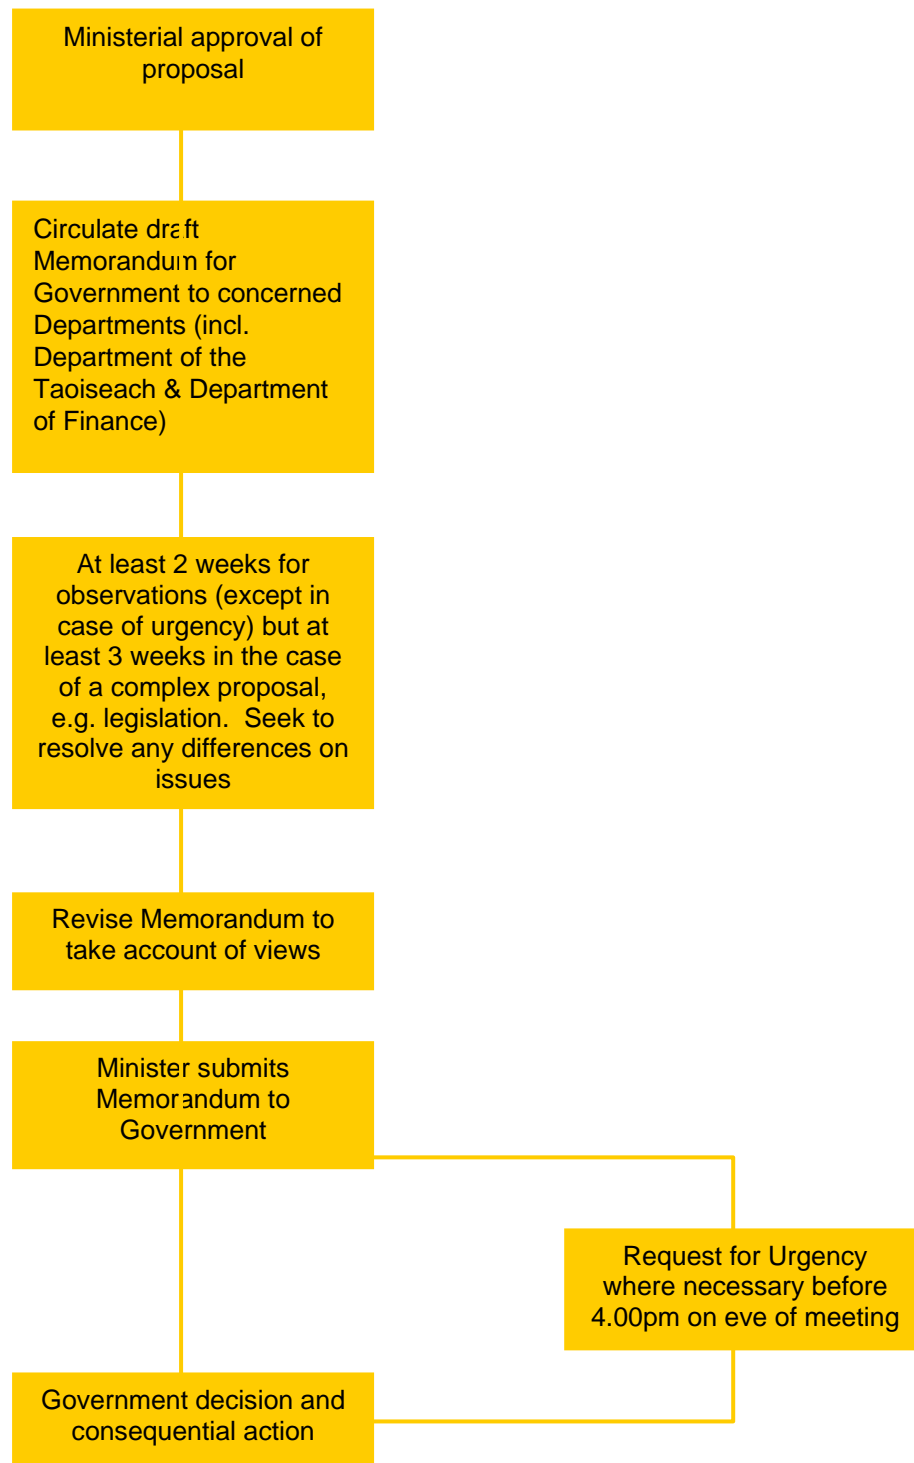 Ministerial approval of
proposal
Circulate draft
Memorandum for
Government to concerned
Departments (incl.
Department of the
Taoiseach & Department
of Finance)
At least 2 weeks for
observations (except in
case of urgency) but at
least 3 weeks in the case
of a complex proposal,
e.g. legislation.  Seek to
resolve any differences on
issues
Revise Memorandum to
take account of views
Minister submits
Memorandum to
Government
Request for Urgency
where necessary before
4.00pm on eve of meeting
Government decision and
consequential action